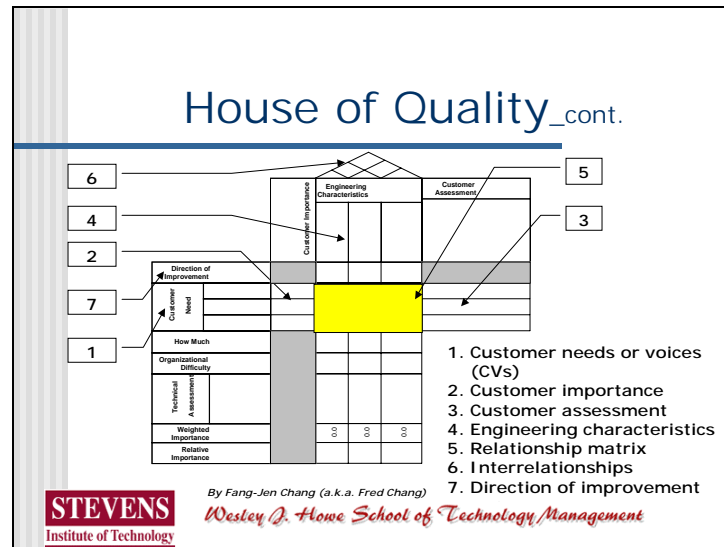 House of Quality_cont.
6
5
Customer Importance
Engineering
Characteristics
Customer
Assessment
4
3
2
Direction of
Improvement
7
Customer
Need
1
How Much
Organizational
Difficulty
Technical
Assessment
Weighted
Importance
0.0
0.0
0.0
Relative
Importance
1. Customer needs or voices
(CVs)
2. Customer importance
3. Customer assessment
4. Engineering characteristics
5. Relationship matrix
6. Interrelationships
7. Direction of improvement
By Fang-Jen Chang (a.k.a. Fred Chang)
STEVENS
Institute of Technology
Wesley J. Howe School of Technology Management